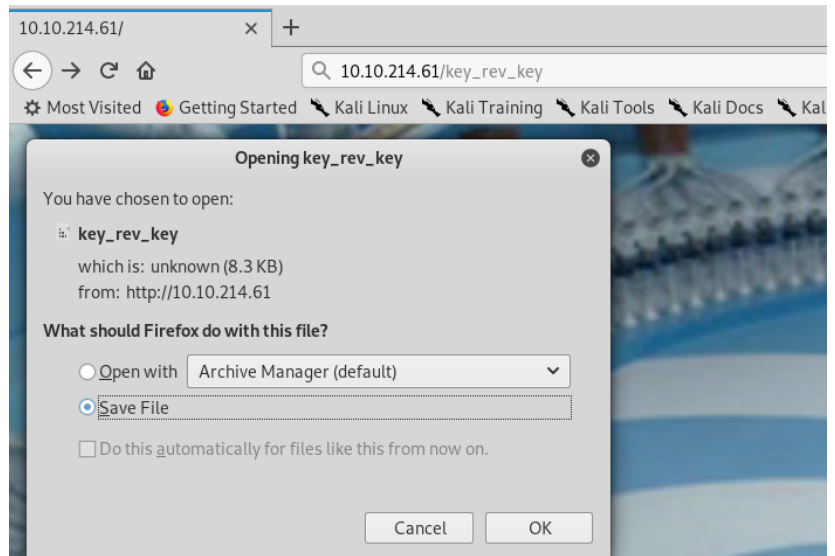 10.10.214.61/
10.10.214.61/key_rev_key
Most Visited Getting Started Kali Linux Kali Training Kali Tools Kali Docs Kal
Opening key_rev_key
You have chosen to open:
key_rev_key
which is: unknown (8.3 KB)
from: http://10.10.214.61
What should Firefox do with this file?
Open with Archive Manager (default)
Save File
Do this automatically for files like this from now on.
Cancel OK